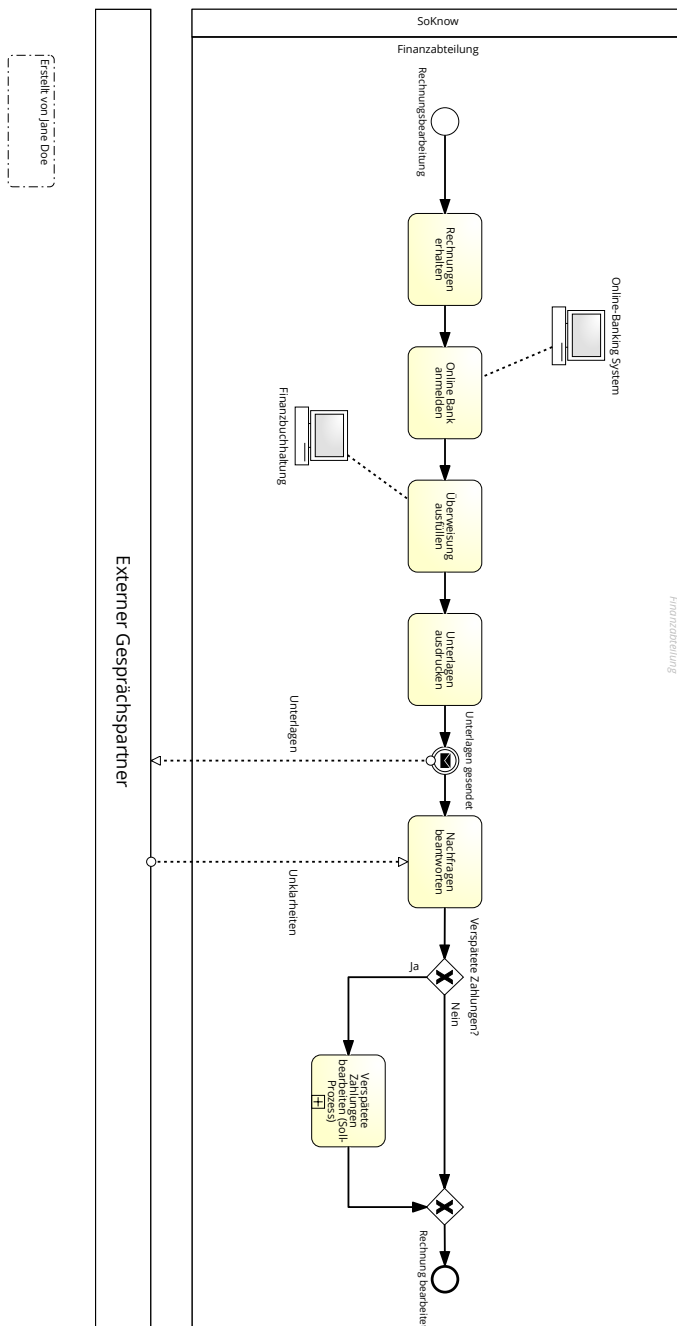 SoKnow
Finanzabteilung
Rechnungsbearbeitung
Rechnungen
erhalten
Online-Banking System
Online Bank
anmelden
Finanzbuchhaltung
Überweisung
ausfüllen
Unterlagen
ausdrucken
Unterlagen gesendet
Unterlagen
Nachfragen
beantworten
Unklarheiten
Verspätete Zahlungen?
Ja
Nein
Verspätete
Zahlungen
bearbeiten (Soll-
Prozess)
Rechnung bearbeitet
Externer Gesprächspartner
Erstellt von Jane Doe
Finanzabteilung